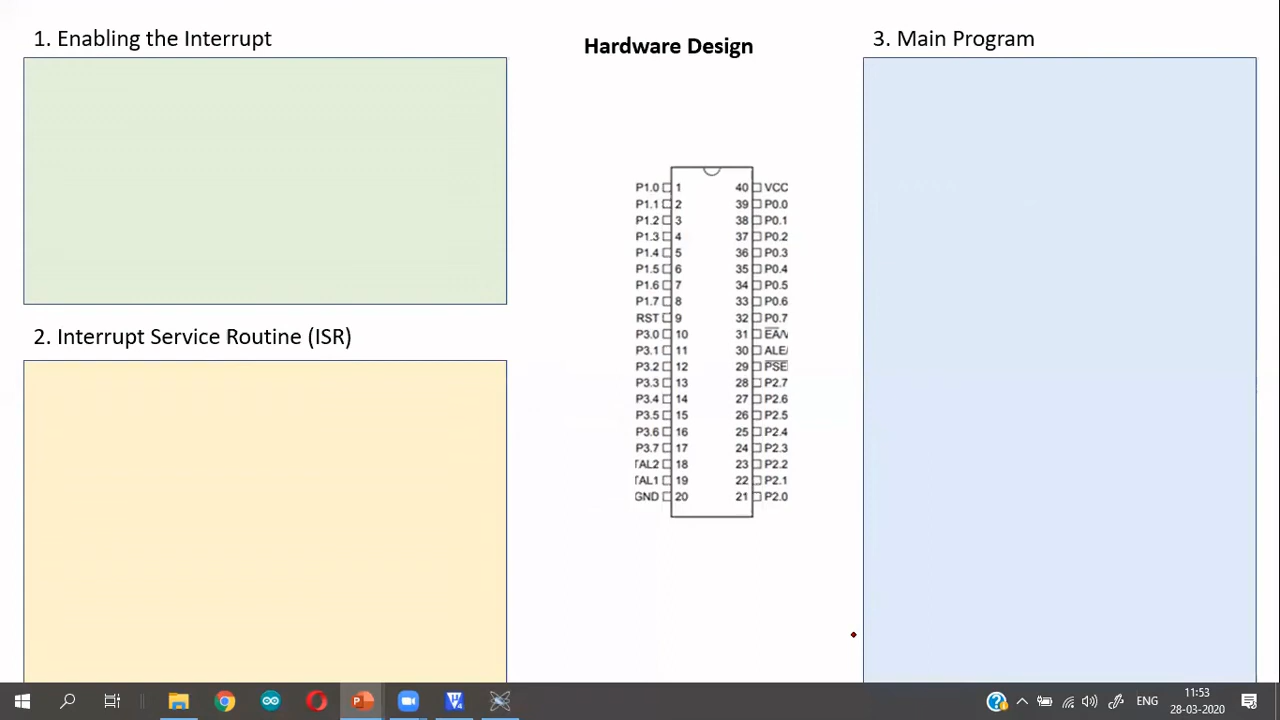 1. Enabling the Interrupt
Hardware Design
3. Main Program
2. Interrupt Service Routine (ISR)
P1.0 1 40 VCC
P1.1 2 39 P0.0
P1.2 3 38 P0.1
P1.3 4 37 P0.2
P1.4 5 36 P0.3
P1.5 6 35 P0.4
P1.6 7 34 P0.5
P1.7 8 33 P0.6
RST 9 32 P0.7
P3.0 10 31 EA/V
P3.1 11 30 ALE/
P3.2 12 29 PSE
P3.3 13 28 P2.7
P3.4 14 27 P2.6
P3.5 15 26 P2.5
P3.6 16 25 P2.4
P3.7 17 24 P2.3
TAL2 18 23 P2.2
TAL1 19 22 P2.1
GND 20 21 P2.0
ENG
11:53
28-03-2020